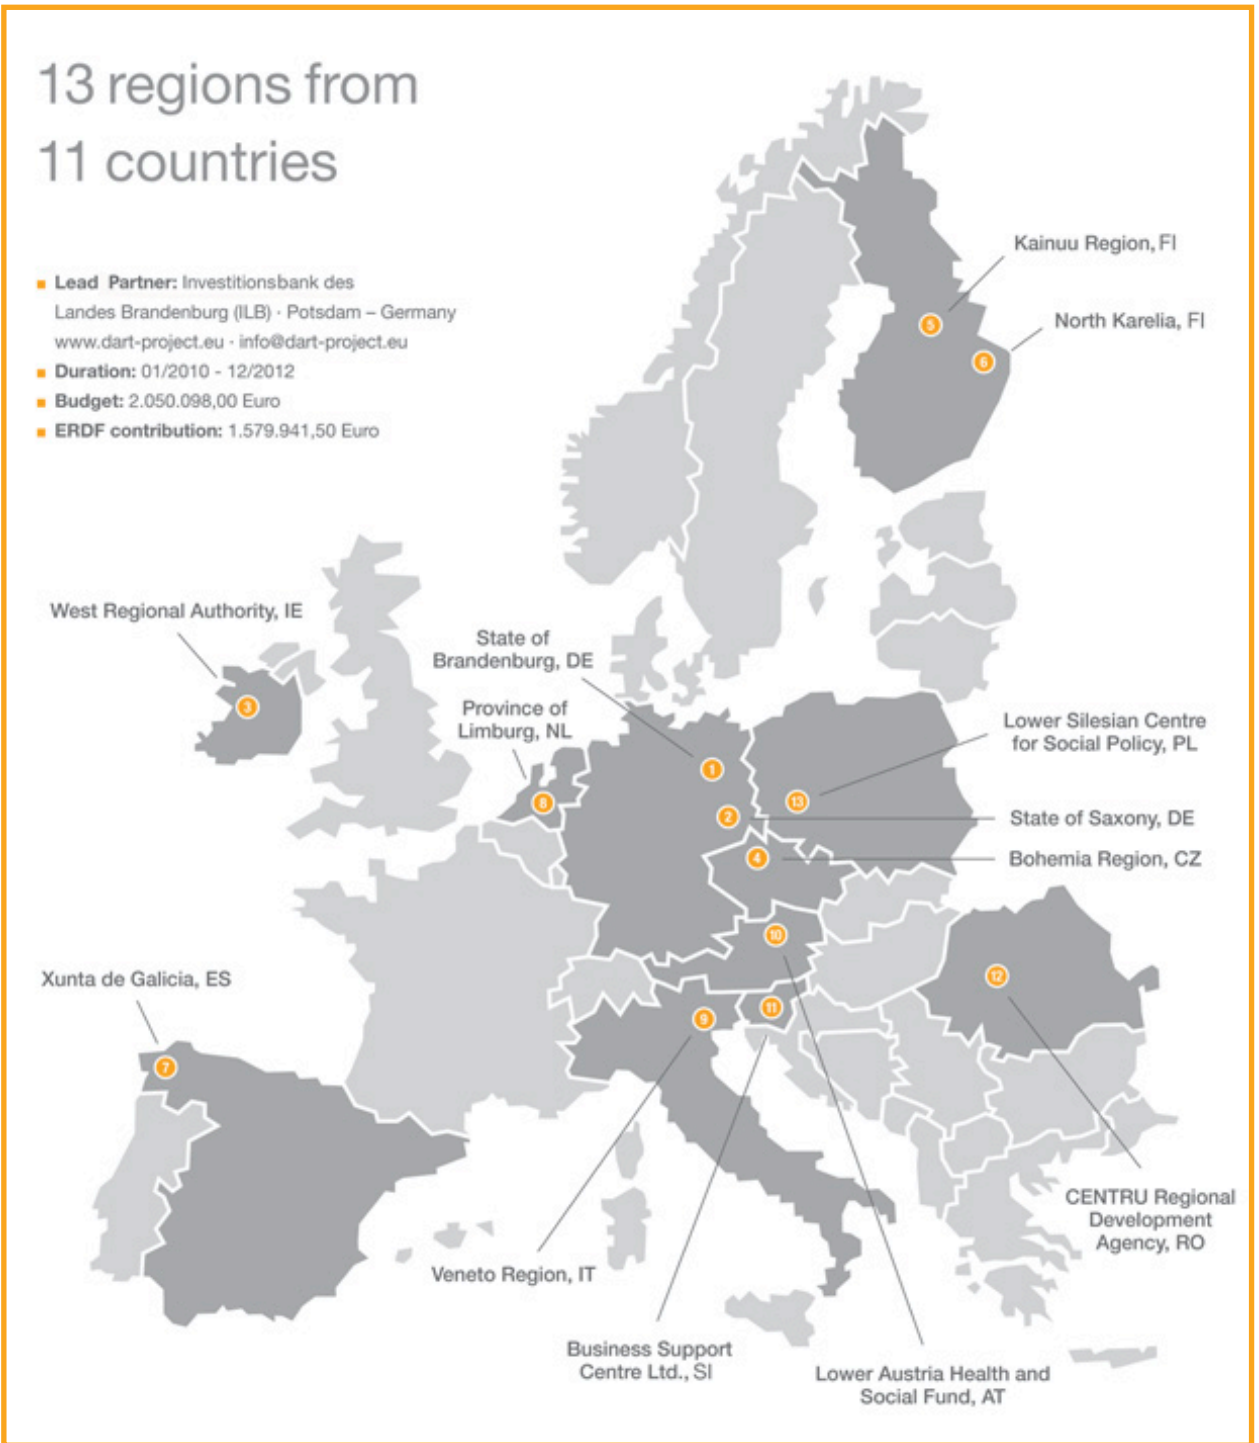 13 regions from
11 countries
Lead Partner: Investitionsbank des
Landes Brandenburg (ILB) · Potsdam – Germany
www.dart-project.eu · info@dart-project.eu
Duration: 01/2010 - 12/2012
Budget: 2.050.098,00 Euro
ERDF contribution: 1.579.941,50 Euro
Kainuu Region, FI
5
North Karelia, FI
6
West Regional Authority, IE
3
State of
Brandenburg, DE
1
Province of
Limburg, NL
8
Lower Silesian Centre
for Social Policy, PL
13
State of Saxony, DE
2
Bohemia Region, CZ
4
10
Xunta de Galicia, ES
7
12
11
9
CENTRU Regional
Development
Agency, RO
Veneto Region, IT
Business Support
Centre Ltd., SI
Lower Austria Health and
Social Fund, AT